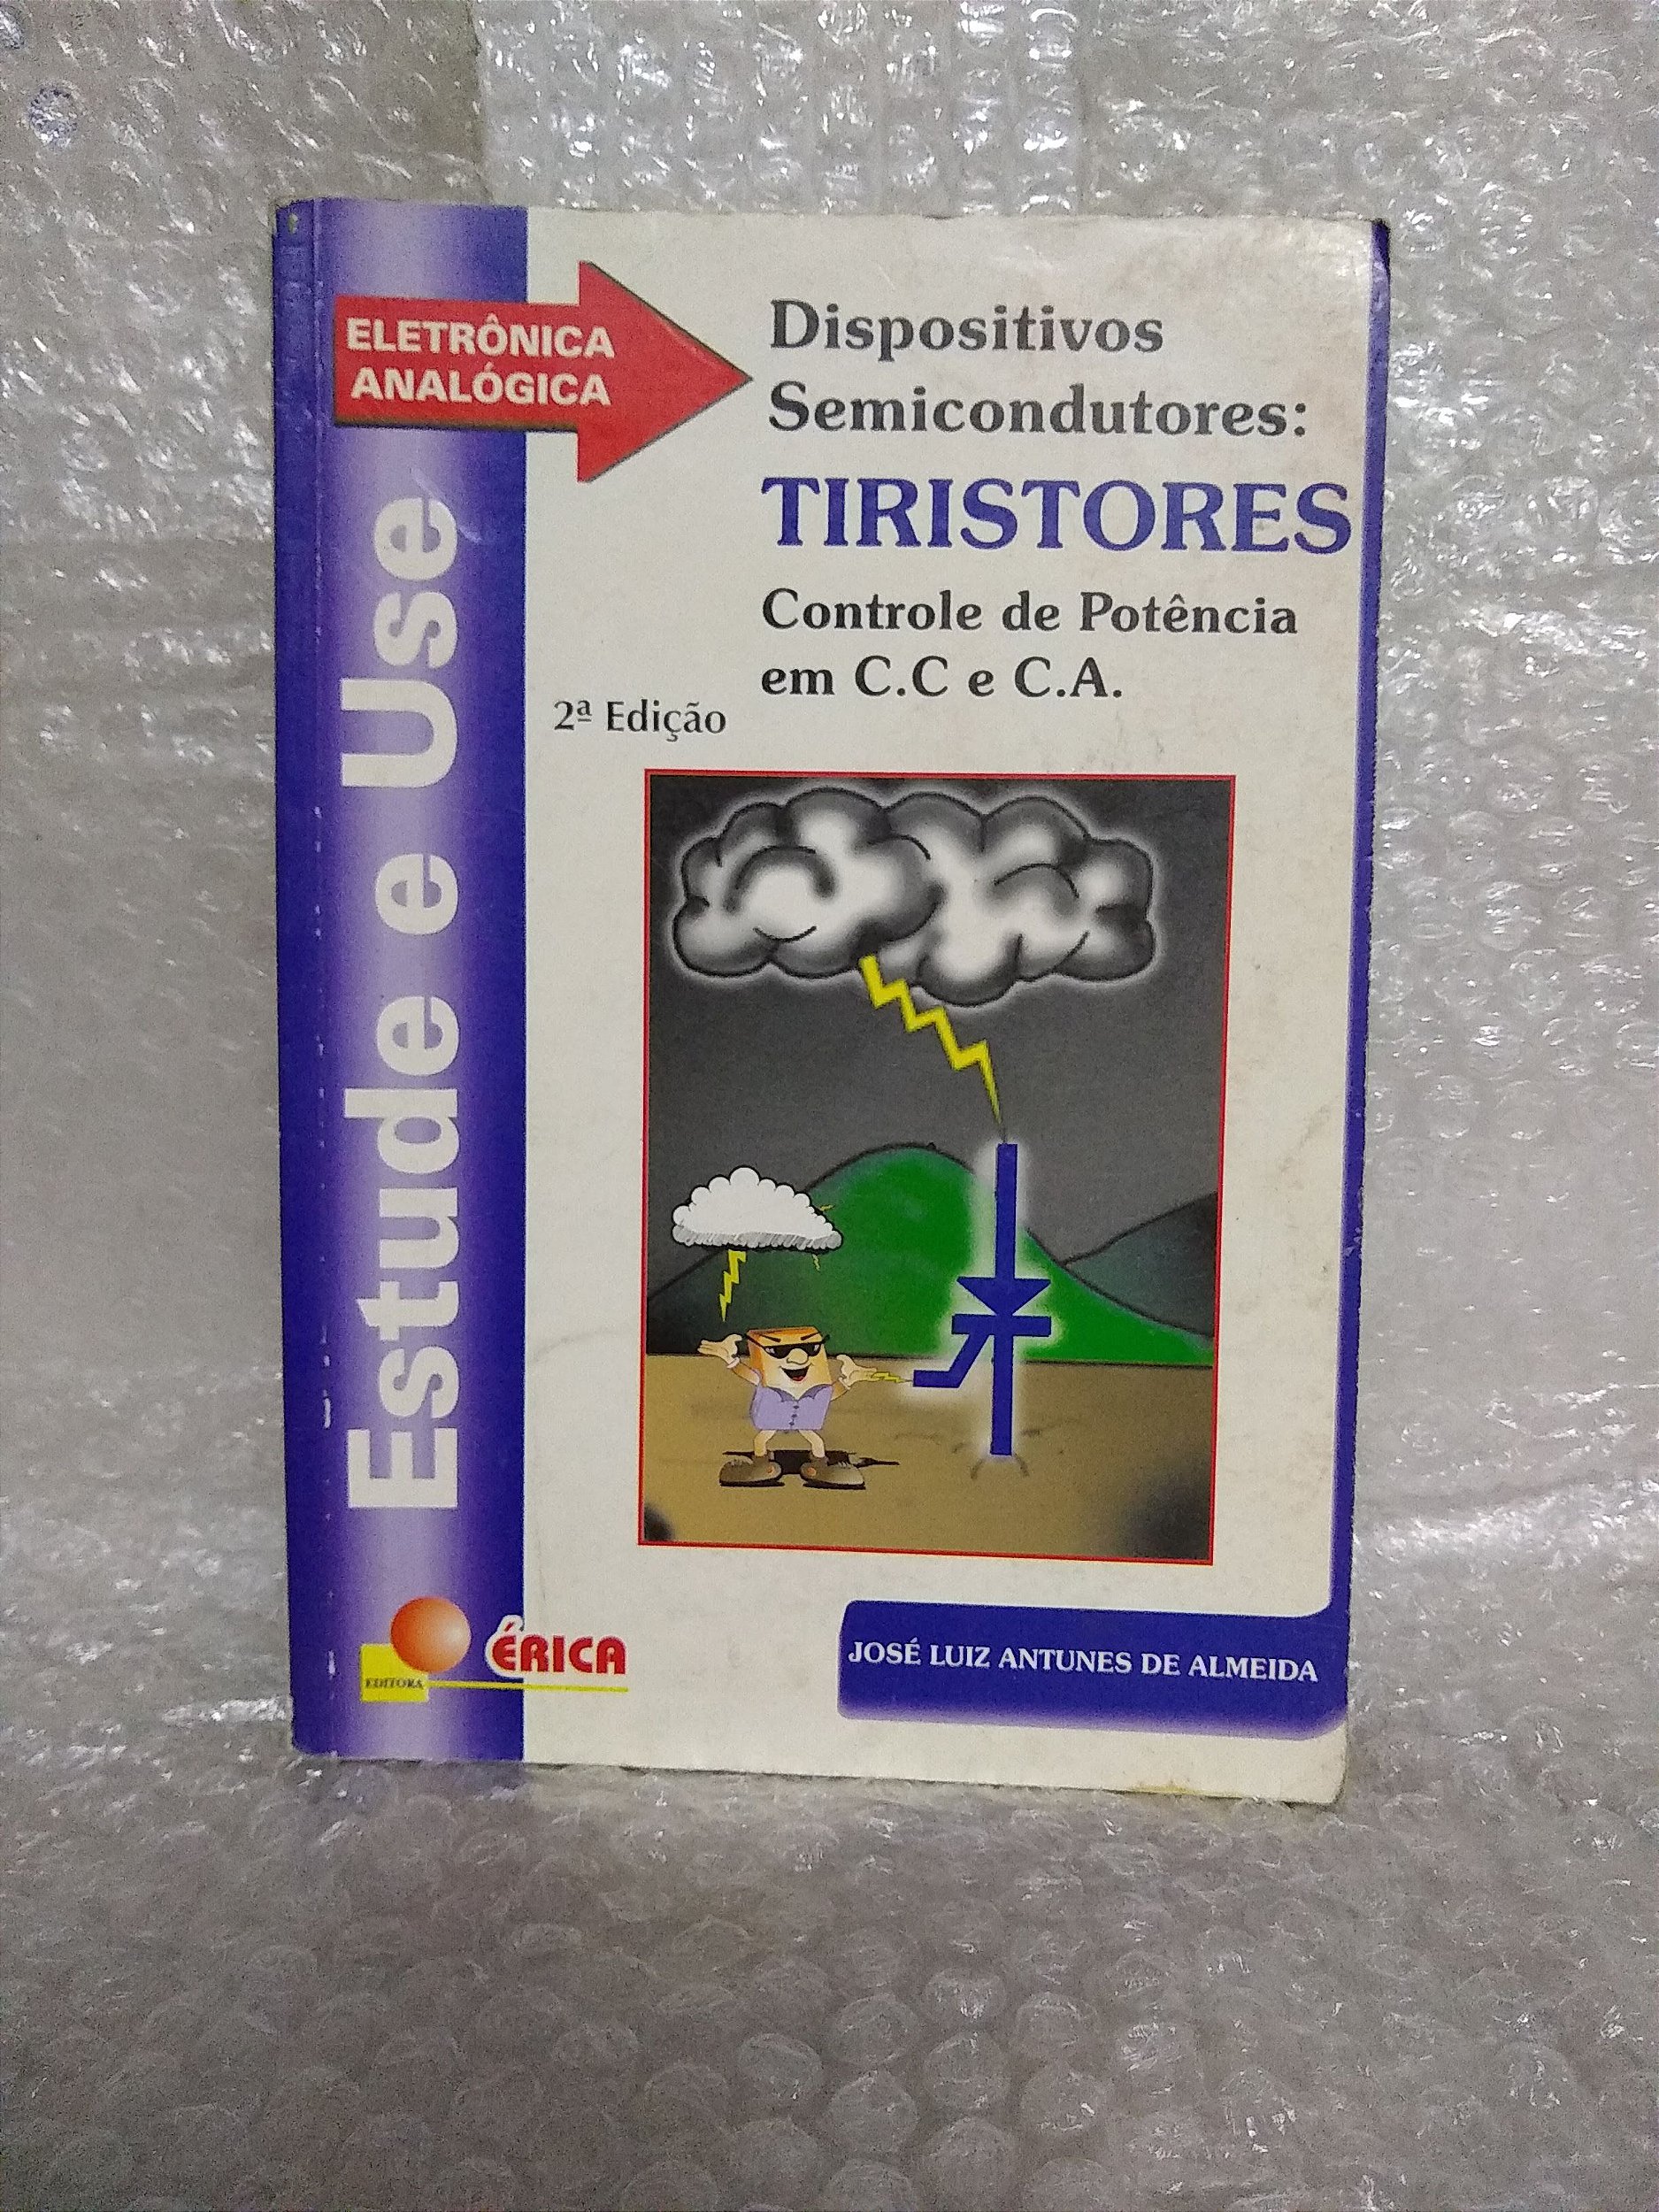 ELETRÔNICA
ANALÓGICA
Dispositivos
Semicondutores:
TIRISTORES
Controle de Potência
em C.C e C.A.
2ª Edição
Estude e Use
EDITORA
ÉRICA
JOSÉ LUIZ ANTUNES DE ALMEIDA